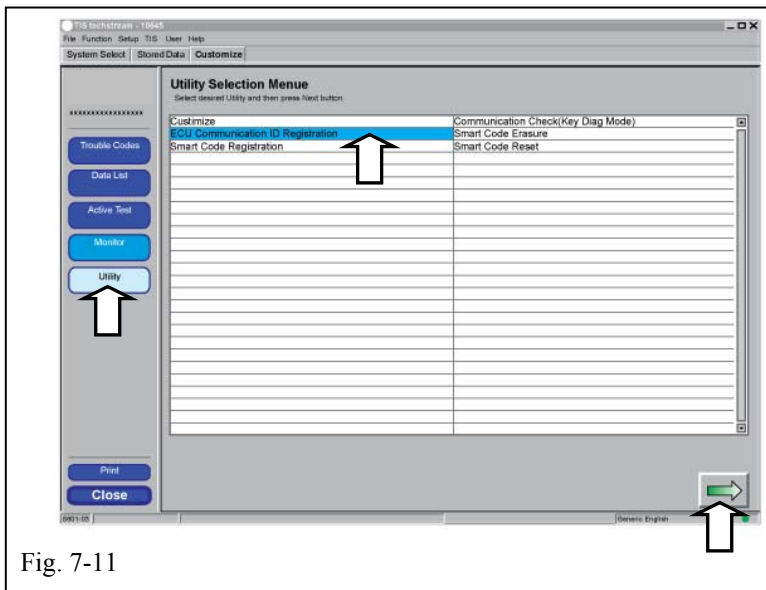 TIS techstream - 10645
File Function Setup TIS User Help
System Select Stored Data Customize
Utility Selection Menue
Select desired Utility and then press Next button.
****************
Custimize Communication Check(Key Diag Mode)
ECU Communication ID Registration Smart Code Erasure
Smart Code Registration Smart Code Reset
Trouble Codes
Data List
Active Test
Monitor
Utility
Print
Close
Generic English
Fig. 7-11